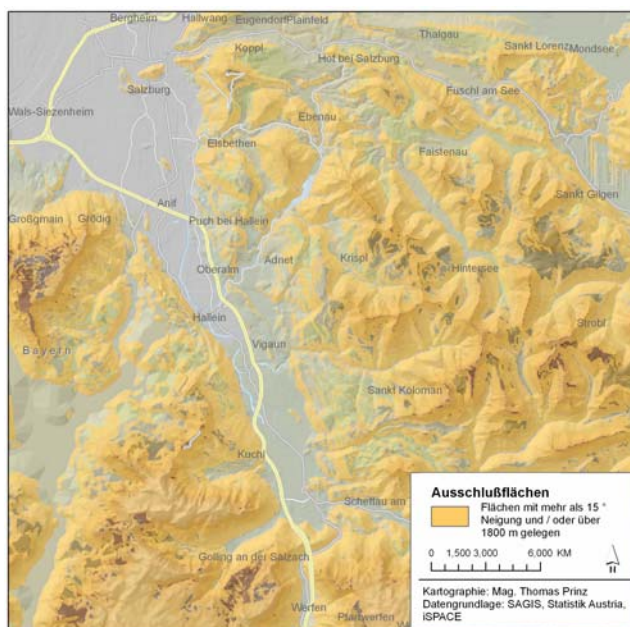 Bergheim
Hallwang
Eugendorf
Plainfeld
Thalgau
Sankt Lorenz
Mondsee
Koppl
Hof bei Salzburg
Salzburg
Fuschl am See
Wals-Siezenheim
Ebenau
Elsbethen
Faistenau
Sankt Gilgen
Anif
Großgmain
Grödig
Puch bei Hallein
Adnet
Krispl
Oberalm
Hintersee
Hallein
Strobl
Bayern
Vigaun
Sankt Koloman
Kuchl
Scheffau am
Golling an der Salzach
Werfen
Pfarrwerfen
Ausschlußflächen
Flächen mit mehr als 15 °
Neigung und / oder über
1800 m gelegen
0 1,500 3,000 6,000 KM
Kartographie: Mag. Thomas Prinz
Datengrundlage: SAGIS, Statistik Austria,
iSPACE